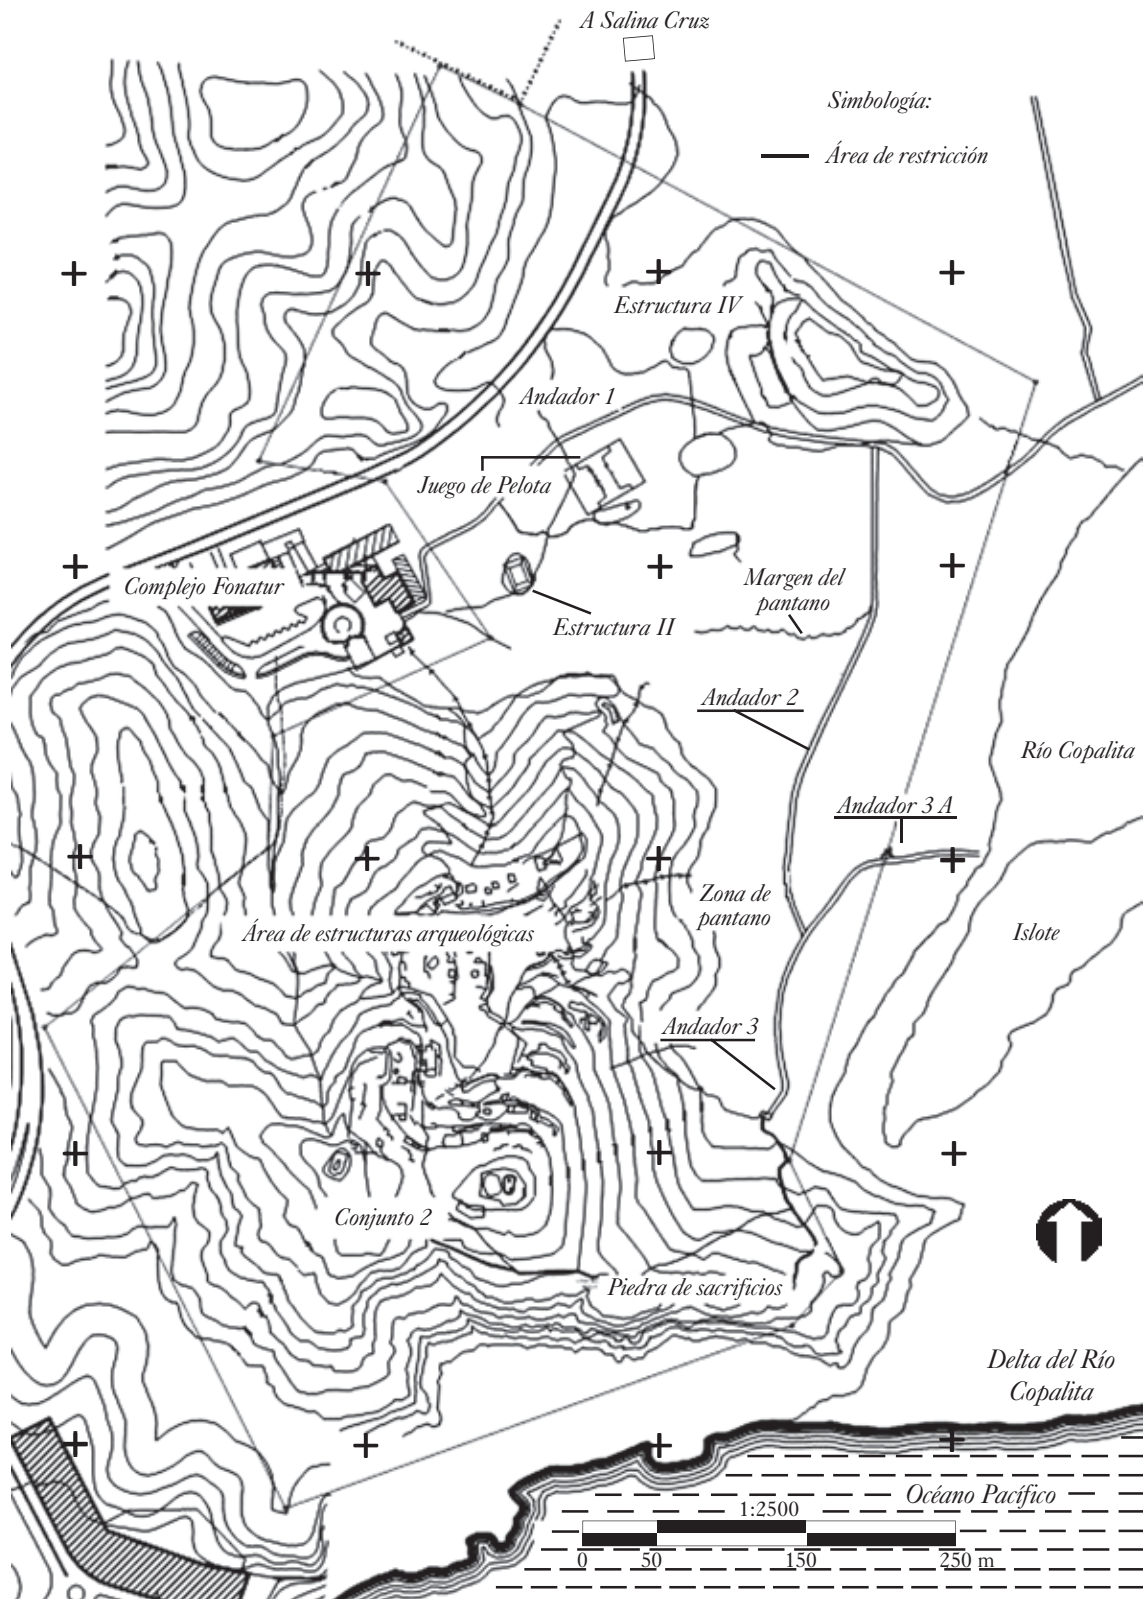 A Salina Cruz
Simbología:
Área de restricción
Estructura IV
Andador 1
Juego de Pelota
Complejo Fonatur
Margen del
pantano
Estructura II
Andador 2
Río Copalita
Andador 3 A
Zona de
pantano
Área de estructuras arqueológicas
Islote
Andador 3
Conjunto 2
Piedra de sacrificios
Delta del Río
Copalita
Océano Pacífico
1:2500
0 50 150 250 m